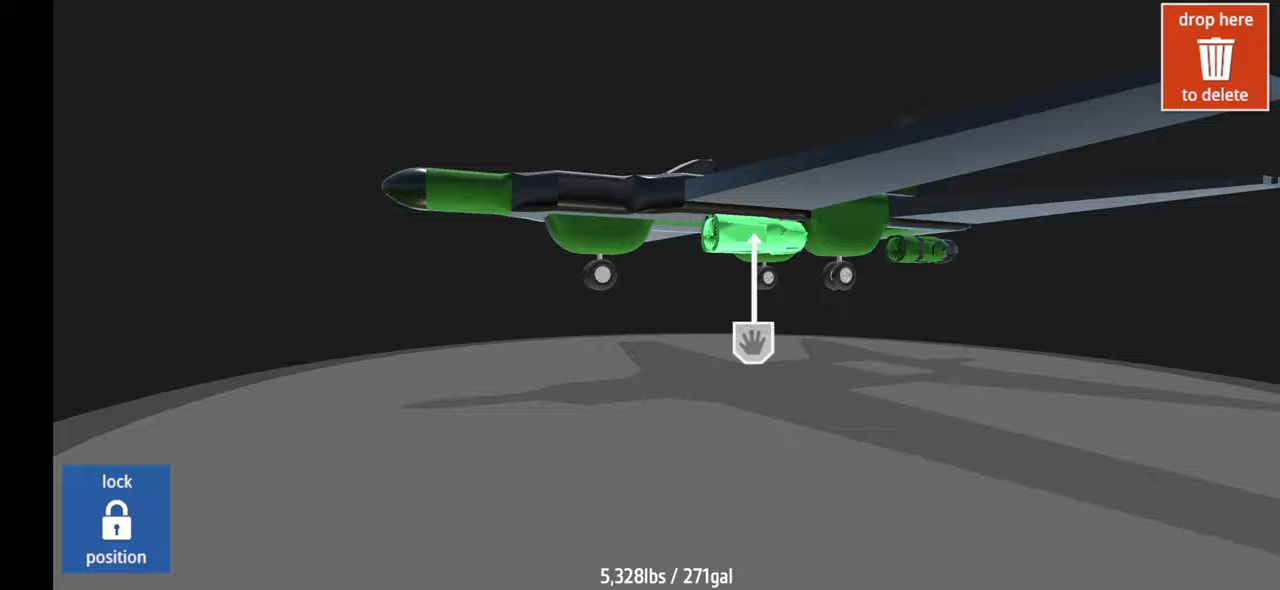 drop here
to delete
lock
position
5,328lbs / 271gal